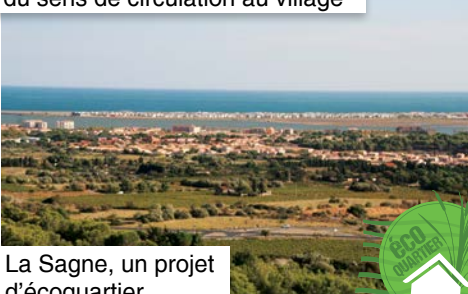 du sens de circulation au village
La Sagne, un projet
d'écoquartier
éco
QUARTIER